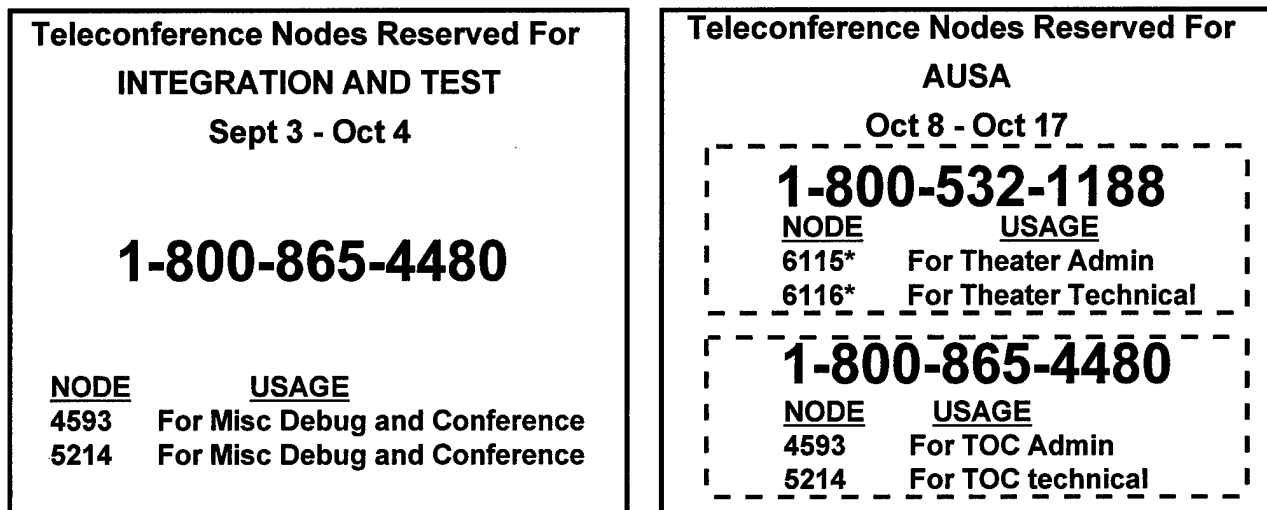 Teleconference Nodes Reserved For
INTEGRATION AND TEST
Sept 3 - Oct 4
1-800-865-4480
NODE USAGE
4593 For Misc Debug and Conference
5214 For Misc Debug and Conference
Teleconference Nodes Reserved For
AUSA
Oct 8 - Oct 17
1-800-532-1188
NODE USAGE
6115* For Theater Admin
6116* For Theater Technical
1-800-865-4480
NODE USAGE
4593 For TOC Admin
5214 For TOC technical